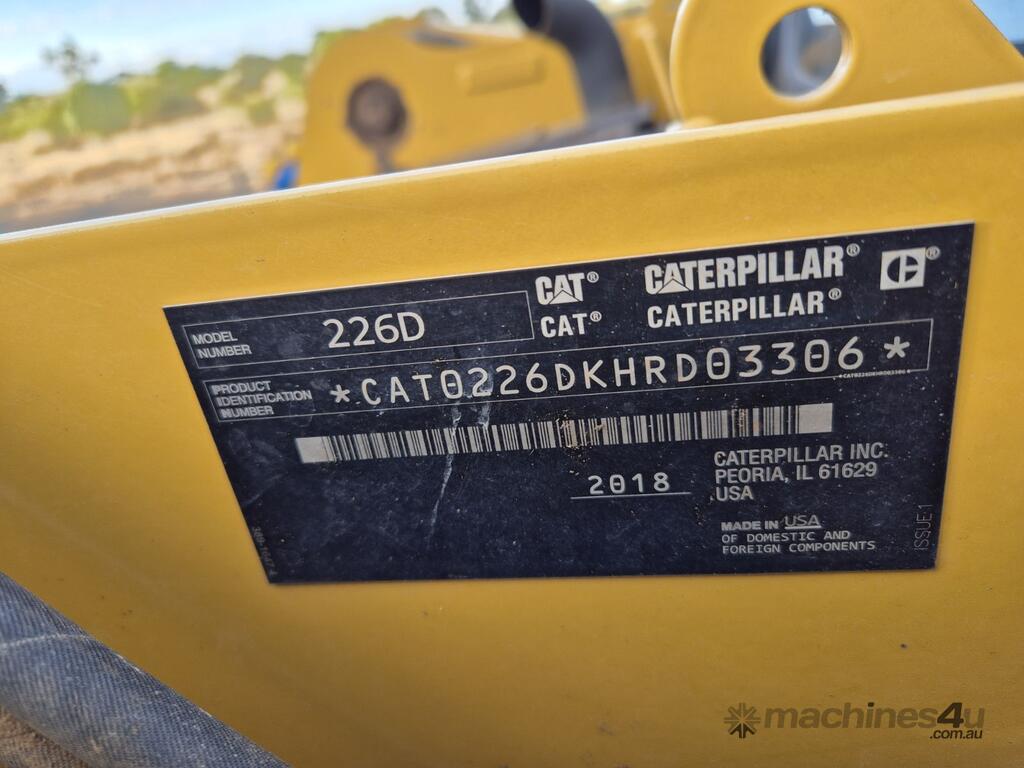 CAT® CATERPILLAR® C®
CAT® CATERPILLAR®
MODEL NUMBER 226D
PRODUCT IDENTIFICATION NUMBER *CAT0226DKHRD03306*
*CAT0226DKHRD03306*
2018
CATERPILLAR INC.
PEORIA, IL 61629
USA
MADE IN USA
OF DOMESTIC AND
FOREIGN COMPONENTS
ISSUE 1
machines4u
.com.au